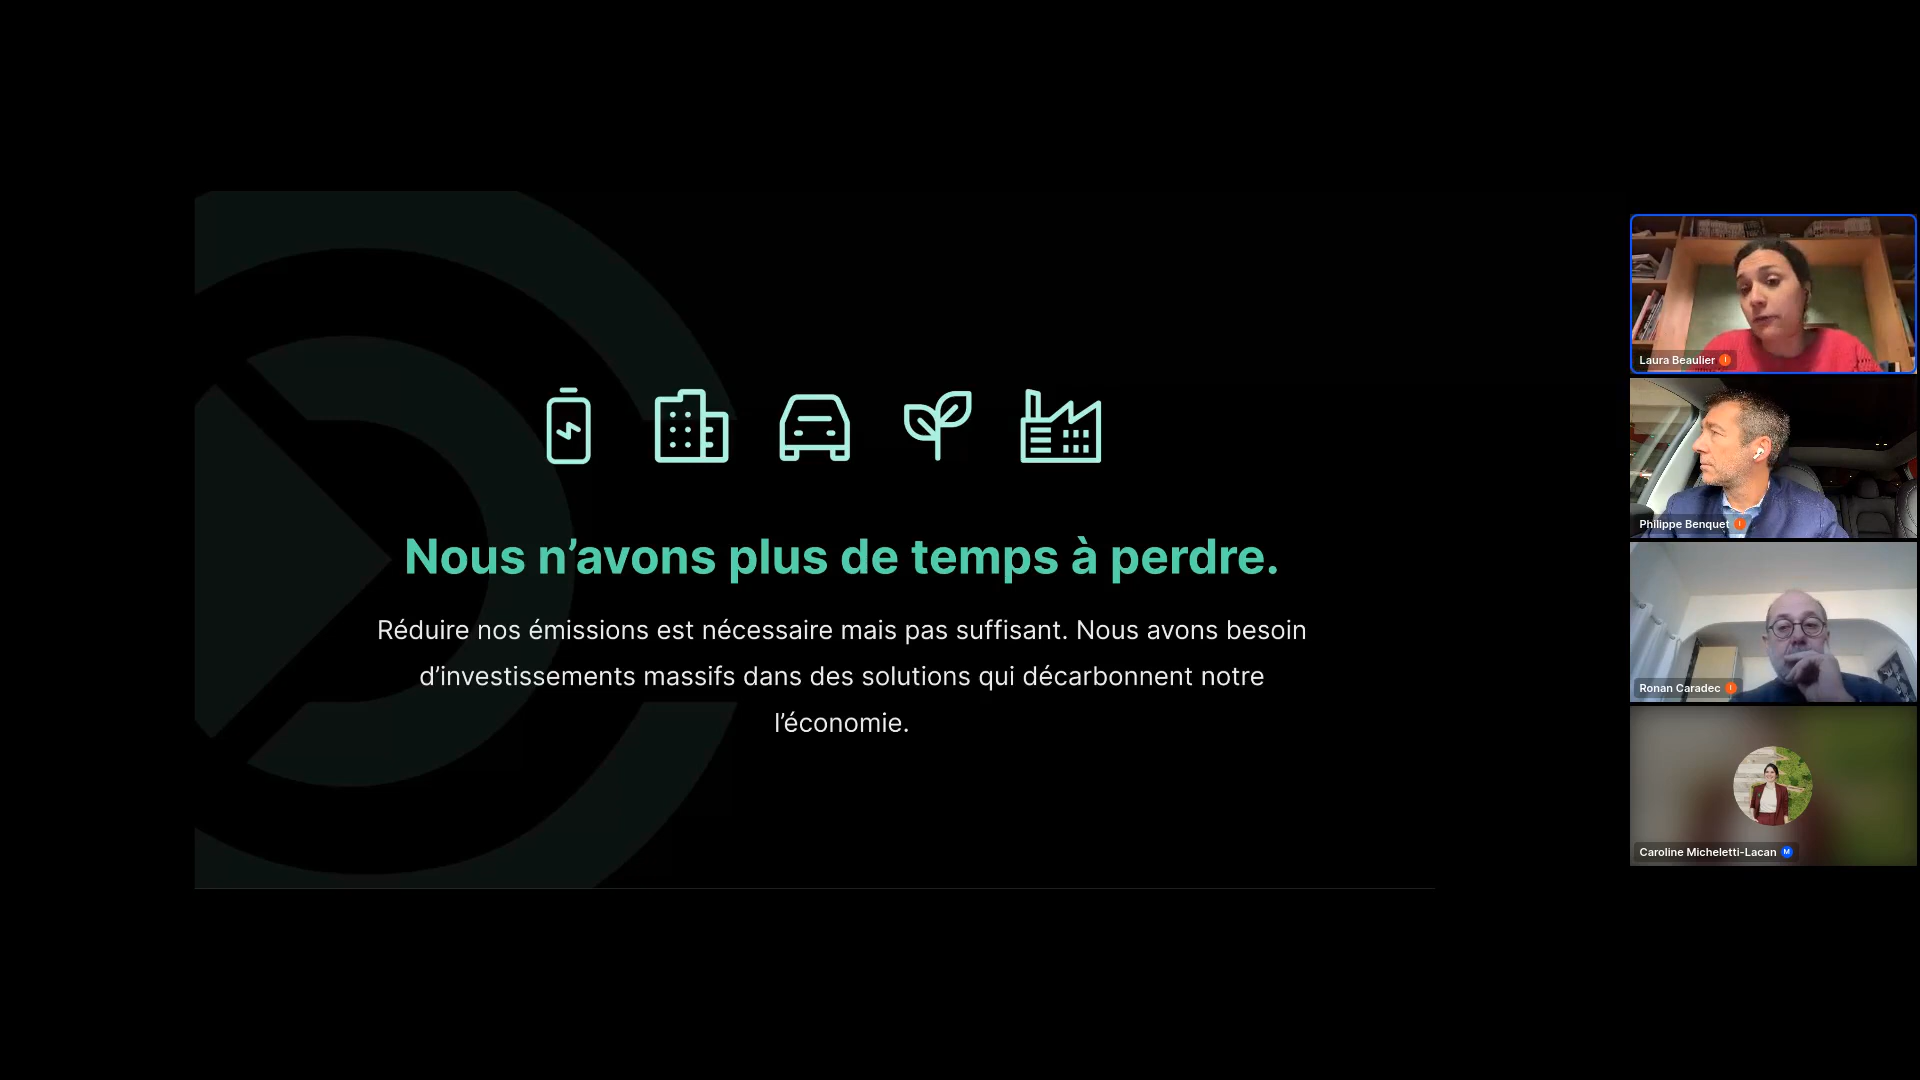 Nous n’avons plus de temps à perdre.
Réduire nos émissions est nécessaire mais pas suffisant. Nous avons besoin
d’investissements massifs dans des solutions qui décarbonnent notre
l’économie.
Laura Beaulier I
Philippe Benquet I
Ronan Caradec I
Caroline Micheletti-Lacan M